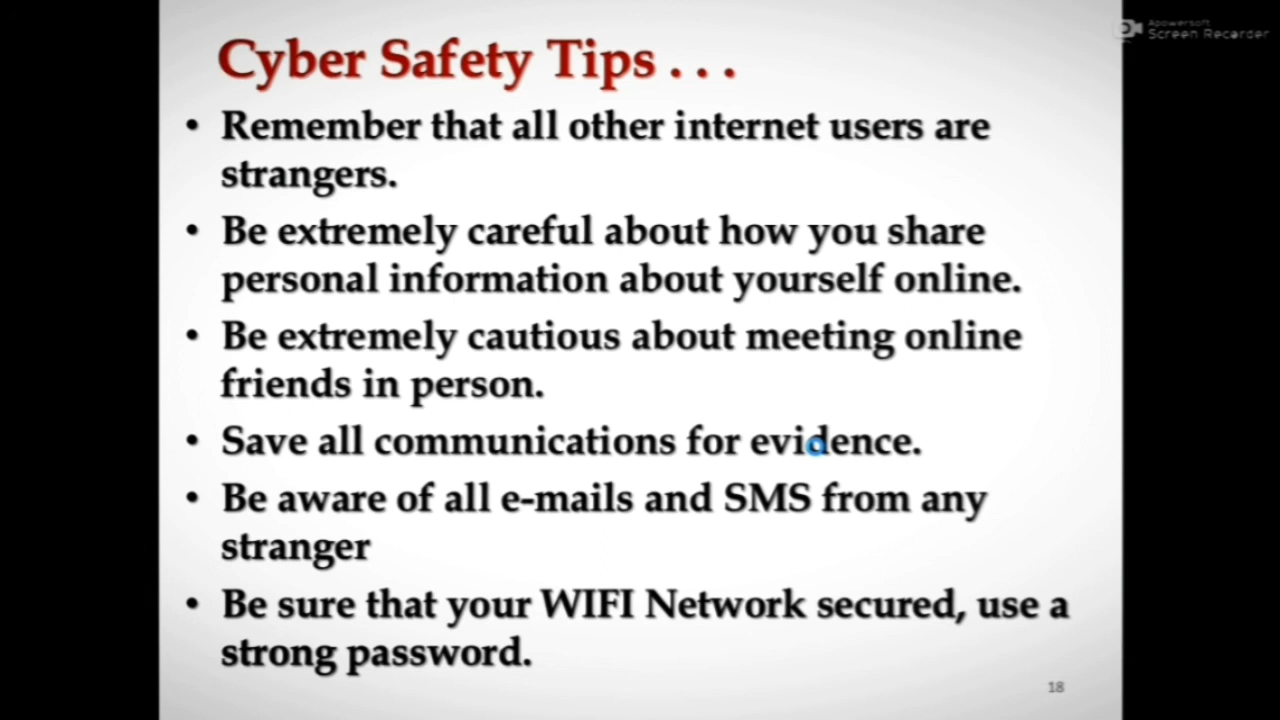 Apowersoft
Screen Recorder
Cyber Safety Tips . . .
• Remember that all other internet users are
strangers.
• Be extremely careful about how you share
personal information about yourself online.
• Be extremely cautious about meeting online
friends in person.
• Save all communications for evidence.
• Be aware of all e-mails and SMS from any
stranger
• Be sure that your WIFI Network secured, use a
strong password.
18